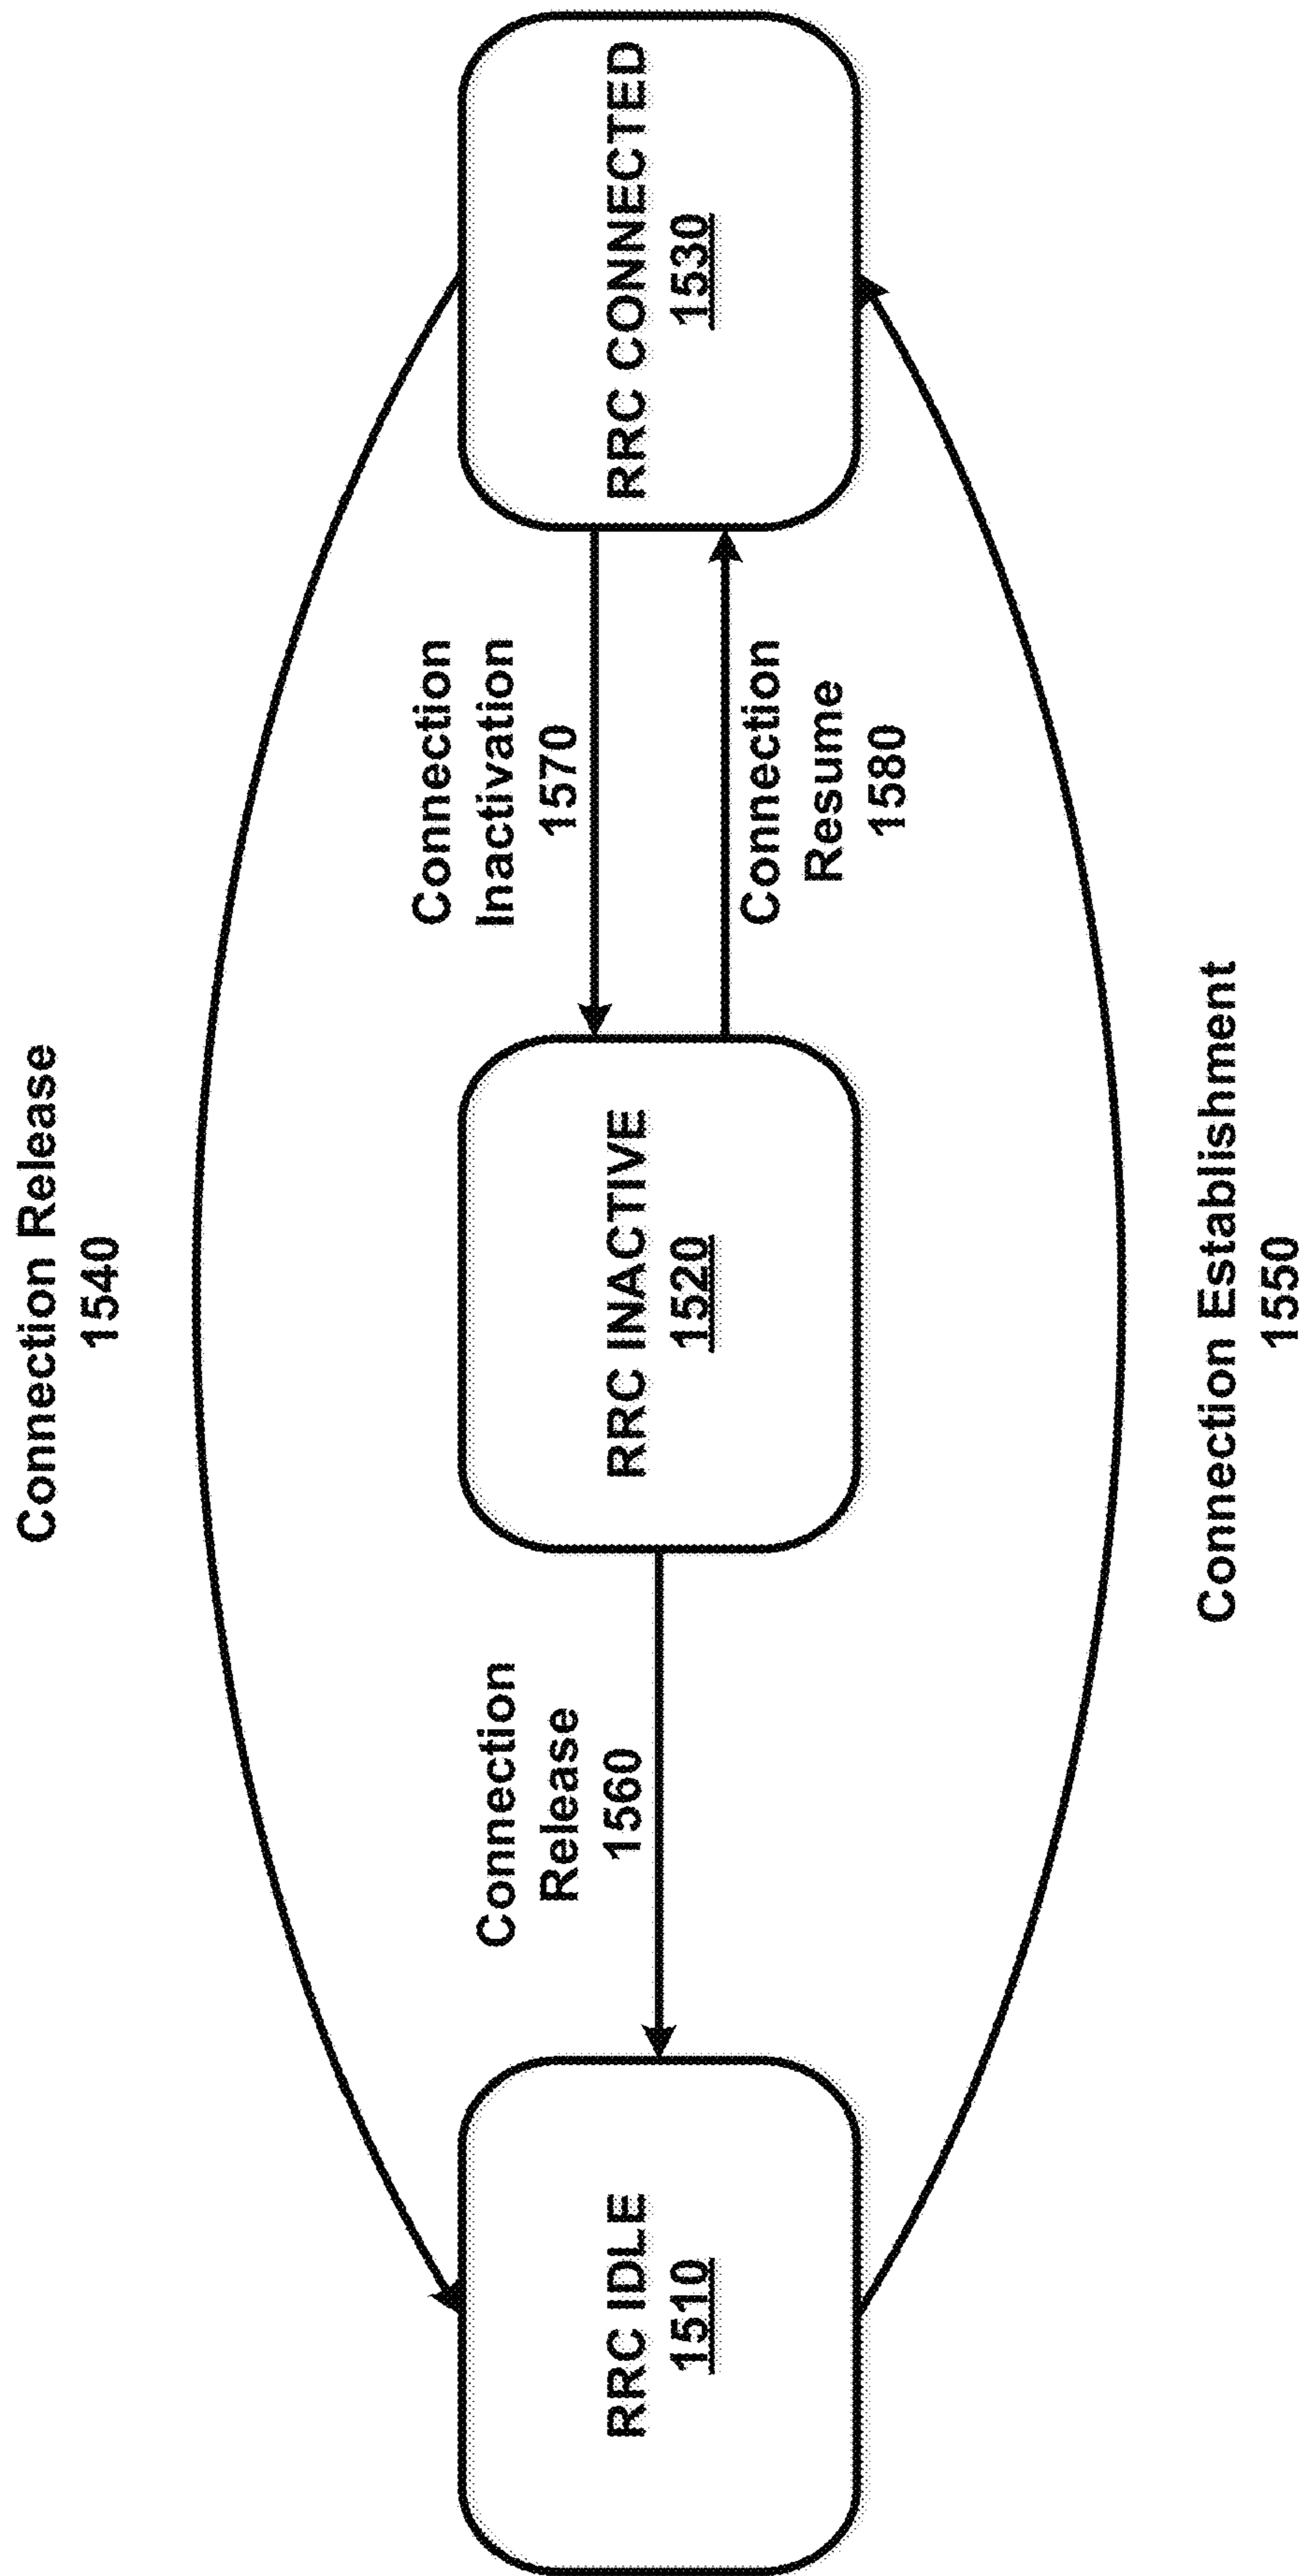 Connection Release
1540
RRC IDLE
1510
Connection
Release
1560
RRC INACTIVE
1520
Connection
Inactivation
1570
Connection
Resume
1580
RRC CONNECTED
1530
Connection Establishment
1550